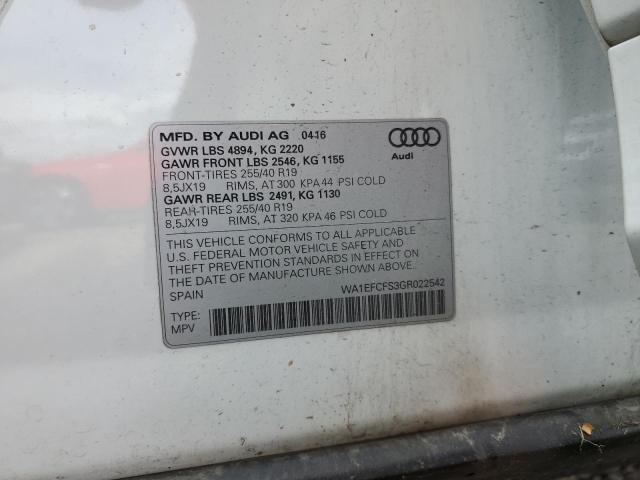 MFD. BY AUDI AG 0416
GVWR LBS 4894, KG 2220
GAWR FRONT LBS 2546, KG 1155
FRONT-TIRES 255/40 R19
8,5JX19 RIMS, AT 300 KPA 44 PSI COLD
GAWR REAR LBS 2491, KG 1130
REAR-TIRES 255/40 R19
8,5JX19 RIMS, AT 320 KPA 46 PSI COLD
Audi
THIS VEHICLE CONFORMS TO ALL APPLICABLE
U.S. FEDERAL MOTOR VEHICLE SAFETY AND
THEFT PREVENTION STANDARDS IN EFFECT ON
THE DATE OF MANUFACTURE SHOWN ABOVE.
SPAIN WA1EFCFS3GR022542
TYPE:
MPV